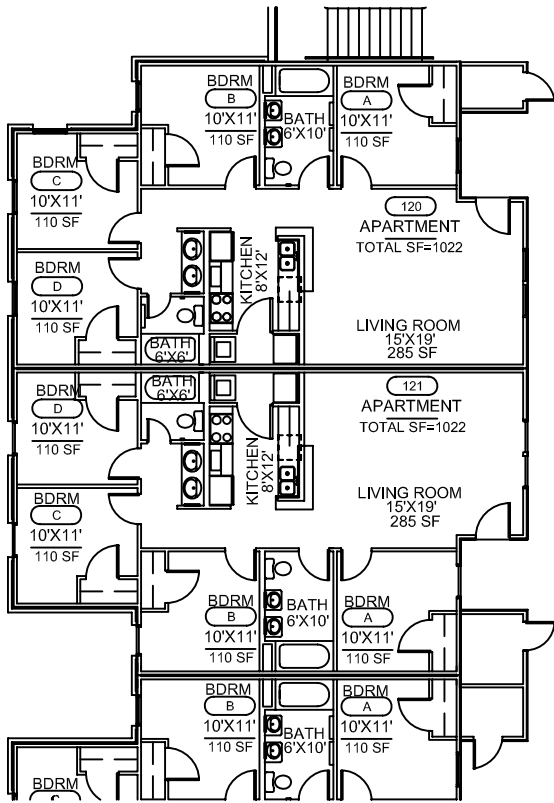 BDRM
B
10'X11'
110 SF
BATH
6'X10'
BDRM
A
10'X11'
110 SF
BDRM
C
10'X11'
110 SF
120
APARTMENT
TOTAL SF=1022
BDRM
D
10'X11'
110 SF
KITCHEN
8'X12'
LIVING ROOM
15'X19'
285 SF
BATH
6'X6'
BATH
6'X6'
BDRM
D
10'X11'
110 SF
121
APARTMENT
TOTAL SF=1022
KITCHEN
8'X12'
BDRM
C
10'X11'
110 SF
LIVING ROOM
15'X19'
285 SF
BDRM
B
10'X11'
110 SF
BATH
6'X10'
BDRM
A
10'X11'
110 SF
BDRM
B
10'X11'
110 SF
BATH
6'X10'
BDRM
A
10'X11'
110 SF
BDRM
C